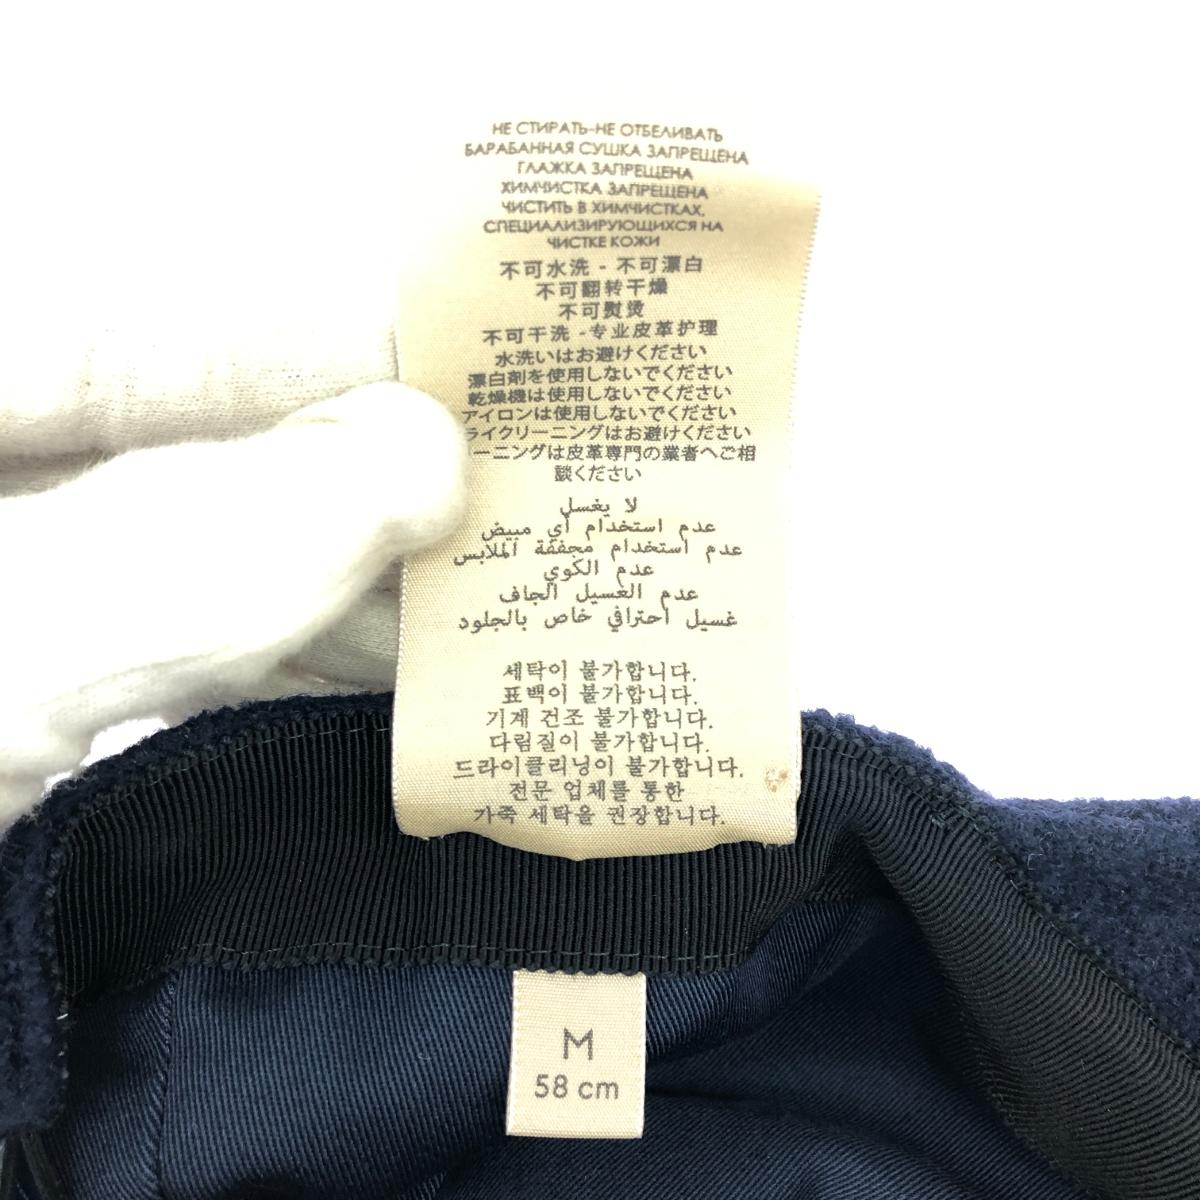 НЕ СТИРАТЬ-НЕ ОТБЕЛИВАТЬ
БАРАБАННАЯ СУШКА ЗАПРЕЩЕНА
ГЛАЖКА ЗАПРЕЩЕНА
ХИМЧИСТКА ЗАПРЕЩЕНА
ЧИСТИТЬ В ХИМЧИСТКАХ,
СПЕЦИАЛИЗИРУЮЩИХСЯ НА
ЧИСТКЕ КОЖИ
不可水洗 - 不可漂白
不可翻转干燥
不可熨烫
不可干洗 -专业皮革护理
水洗いはお避けください
漂白剤を使用しないでください
乾燥機は使用しないでください
アイロンは使用しないでください
ライクリーニングはお避けください
ーニングは皮革専門の業者へご相
談ください
لا يغسل
عدم استخدام أي مبيض
عدم استخدام مجففة الملابس
عدم الكوي
عدم الغسيل الجاف
غسيل احترافي خاص بالجلود
세탁이 불가합니다.
표백이 불가합니다.
기계 건조 불가합니다.
다림질이 불가합니다.
드라이클리닝이 불가합니다.
전문 업체를 통한
가죽 세탁을 권장합니다.
M
58 cm